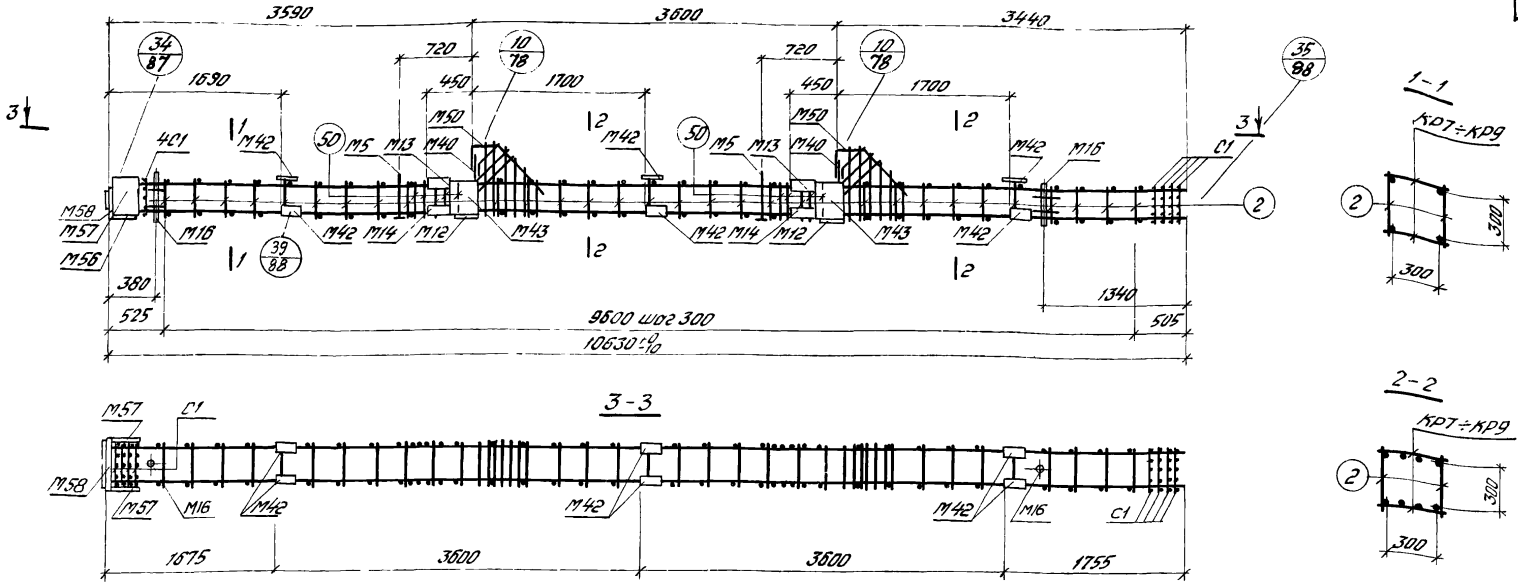 3590
3600
3440
34
87
720
10
78
720
10
78
35
88
1690
450
1700
450
1700
1-1
3
1
2
2
3
М50
М50
КР7÷КР9
4С1
М42
50
М5
М13
М40
М42
50
М5
М13
М40
М42
М16
С1
2
2
300
300
М58
М57
М56
М16
39
88
М42
М14
М12
М43
М42
М14
М12
М43
М42
1
2
2
380
1340
525
9600 шаг 300
505
10630 +0 -10
3-3
2-2
М57
С1
КР7÷КР9
М58
М57
М16
М42
М42
М42
М16
С1
2
300
300
1675
3600
3600
1755